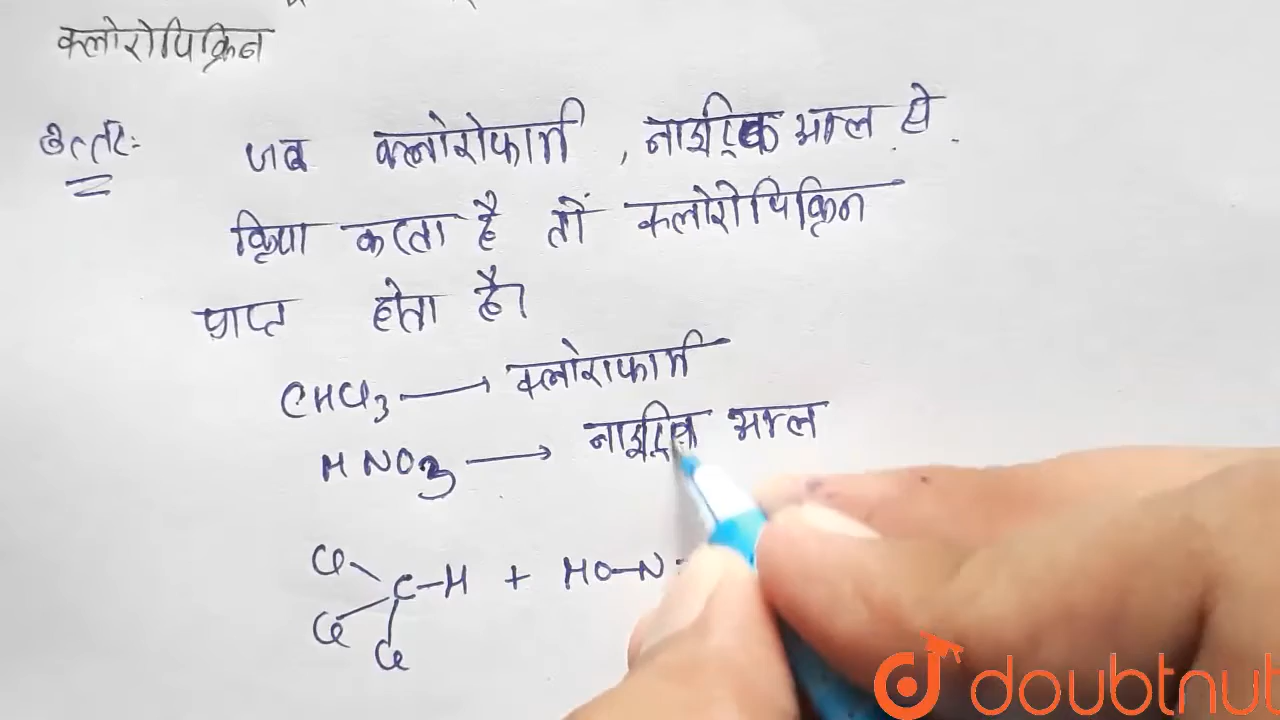 क्लोरोपिक्रिन
उत्तर:
जब क्लोरोफार्म , नाइट्रिक अम्ल से
क्रिया करता है तो क्लोरोपिक्रिन
प्राप्त होता है।
CHCl3 → क्लोरोफार्म
HNO3 → नाइट्रिक अम्ल
Cl
C-H + HO-N
Cl
Cl
doubtnut